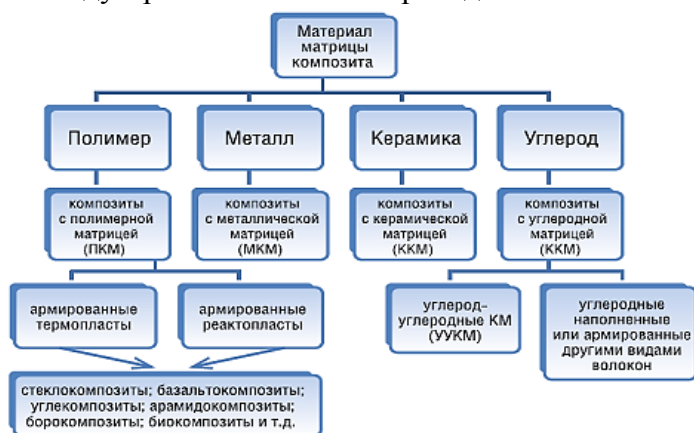 Материал
матрицы
композита
Полимер
Металл
Керамика
Углерод
композиты
с полимерной
матрицей
(ПКМ)
композиты
с металлической
матрицей
(МКМ)
композиты
с керамической
матрицей
(ККМ)
композиты
с углеродной
матрицей
(ККМ)
армированные
термопласты
армированные
реактопласты
углерод-
углеродные КМ
(УУКМ)
углеродные
наполненные
или армированные
другими видами
волокон
стеклокомпозиты; базальтокомпозиты;
углекомпозиты; арамидокомпозиты;
борокомпозиты; биокомпозиты и т.д.